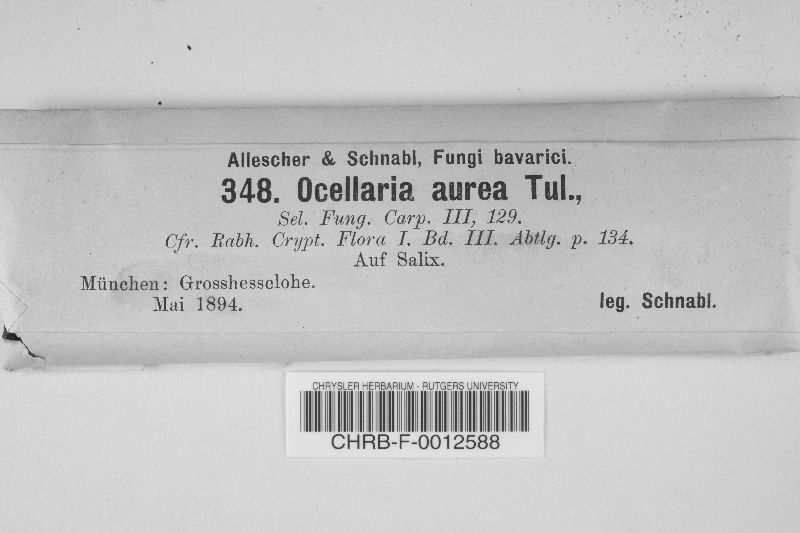 Allescher & Schnabl, Fungi bavarici.
348. Ocellaria aurea Tul.,
Sel. Fung. Carp. III, 129.
Cfr. Rabh. Crypt. Flora I. Bd. III. Abtlg. p. 134.
Auf Salix.
München: Grosshesselohe.
Mai 1894.
leg. Schnabl.
CHRYSLER HERBARIUM - RUTGERS UNIVERSITY
CHRB-F-0012588